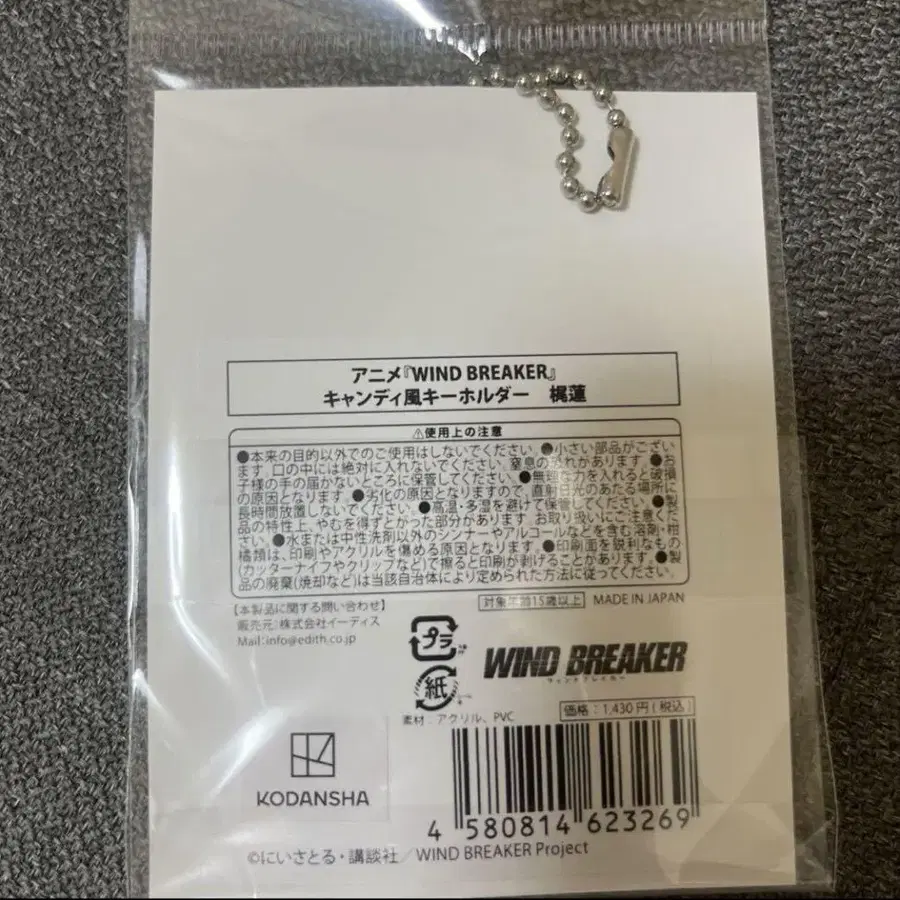 アニメ『WIND BREAKER』
キャンディ風キーホルダー　梶蓮
⚠使用上の注意
●本来の目的以外でのご使用はしないでください。●小さい部品がござい
ます。口の中には絶対に入れないでください。窒息の恐れがあります。●お
子様の手の届かないところに保管してください。●無理な力を入れると破損
の原因となります。●劣化の原因となりますので、直射日光のあたる場所に
長時間放置しないでください。●高温・多湿を避けて保管してください。●製
品の特性上、やむを得ずとがった部分があります。お取り扱いにご注意くだ
さい。●水または中性洗剤以外のシンナーやアルコールなどを含む溶剤・柑
橘類は、印刷やアクリルを傷める原因となります。●印刷面を鋭利なもの
(カッターナイフやクリップなど)で擦ると印刷が剥げることがあります。●製
品の廃棄(焼却など)は当該自治体により定められた方法に従ってください。
【本製品に関する問い合わせ】
対象年齢15歳以上 MADE IN JAPAN
販売元：株式会社イーディス
Mail：info@edith.co.jp
プラ
紙
WIND BREAKER
ウィンドブレイカー
素材：アクリル、PVC
価格：1,430円(税込)
KODANSHA
4 580814 623269
©にいさとる・講談社／WIND BREAKER Project